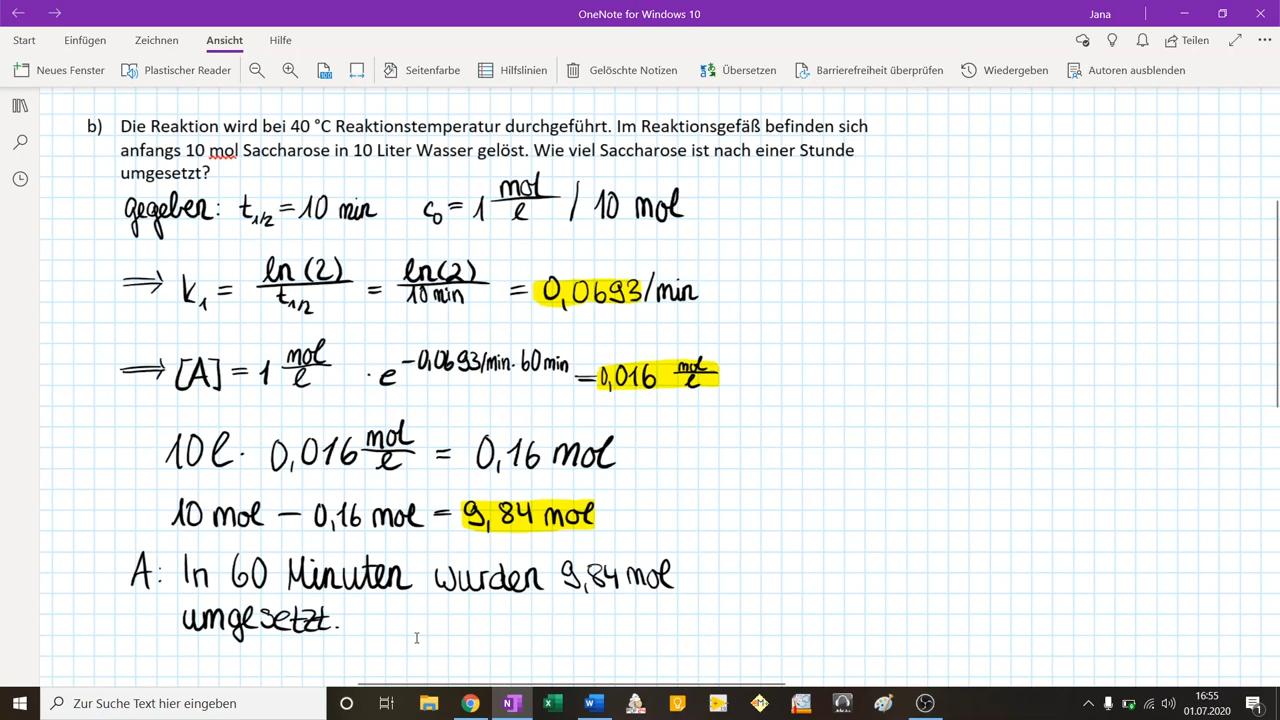 OneNote for Windows 10
Jana
Start Einfügen Zeichnen Ansicht Hilfe
Teilen
Neues Fenster Plastischer Reader Seitenfarbe Hilfslinien Gelöschte Notizen Übersetzen Barrierefreiheit überprüfen Wiedergeben Autoren ausblenden
b) Die Reaktion wird bei 40 °C Reaktionstemperatur durchgeführt. Im Reaktionsgefäß befinden sich
anfangs 10 mol Saccharose in 10 Liter Wasser gelöst. Wie viel Saccharose ist nach einer Stunde
umgesetzt?
gegeben: t1/2 = 10 min c0 = 1 mol/l / 10 mol
⟹ k1 = ln(2)/t1/2 = ln(2)/10 min = 0,0693/min
⟹ [A] = 1 mol/l · e^(-0,0693/min · 60 min) = 0,016 mol/l
10 l · 0,016 mol/l = 0,16 mol
10 mol − 0,16 mol = 9,84 mol
A: In 60 Minuten wurden 9,84 mol
umgesetzt.
Zur Suche Text hier eingeben
16:55
01.07.2020